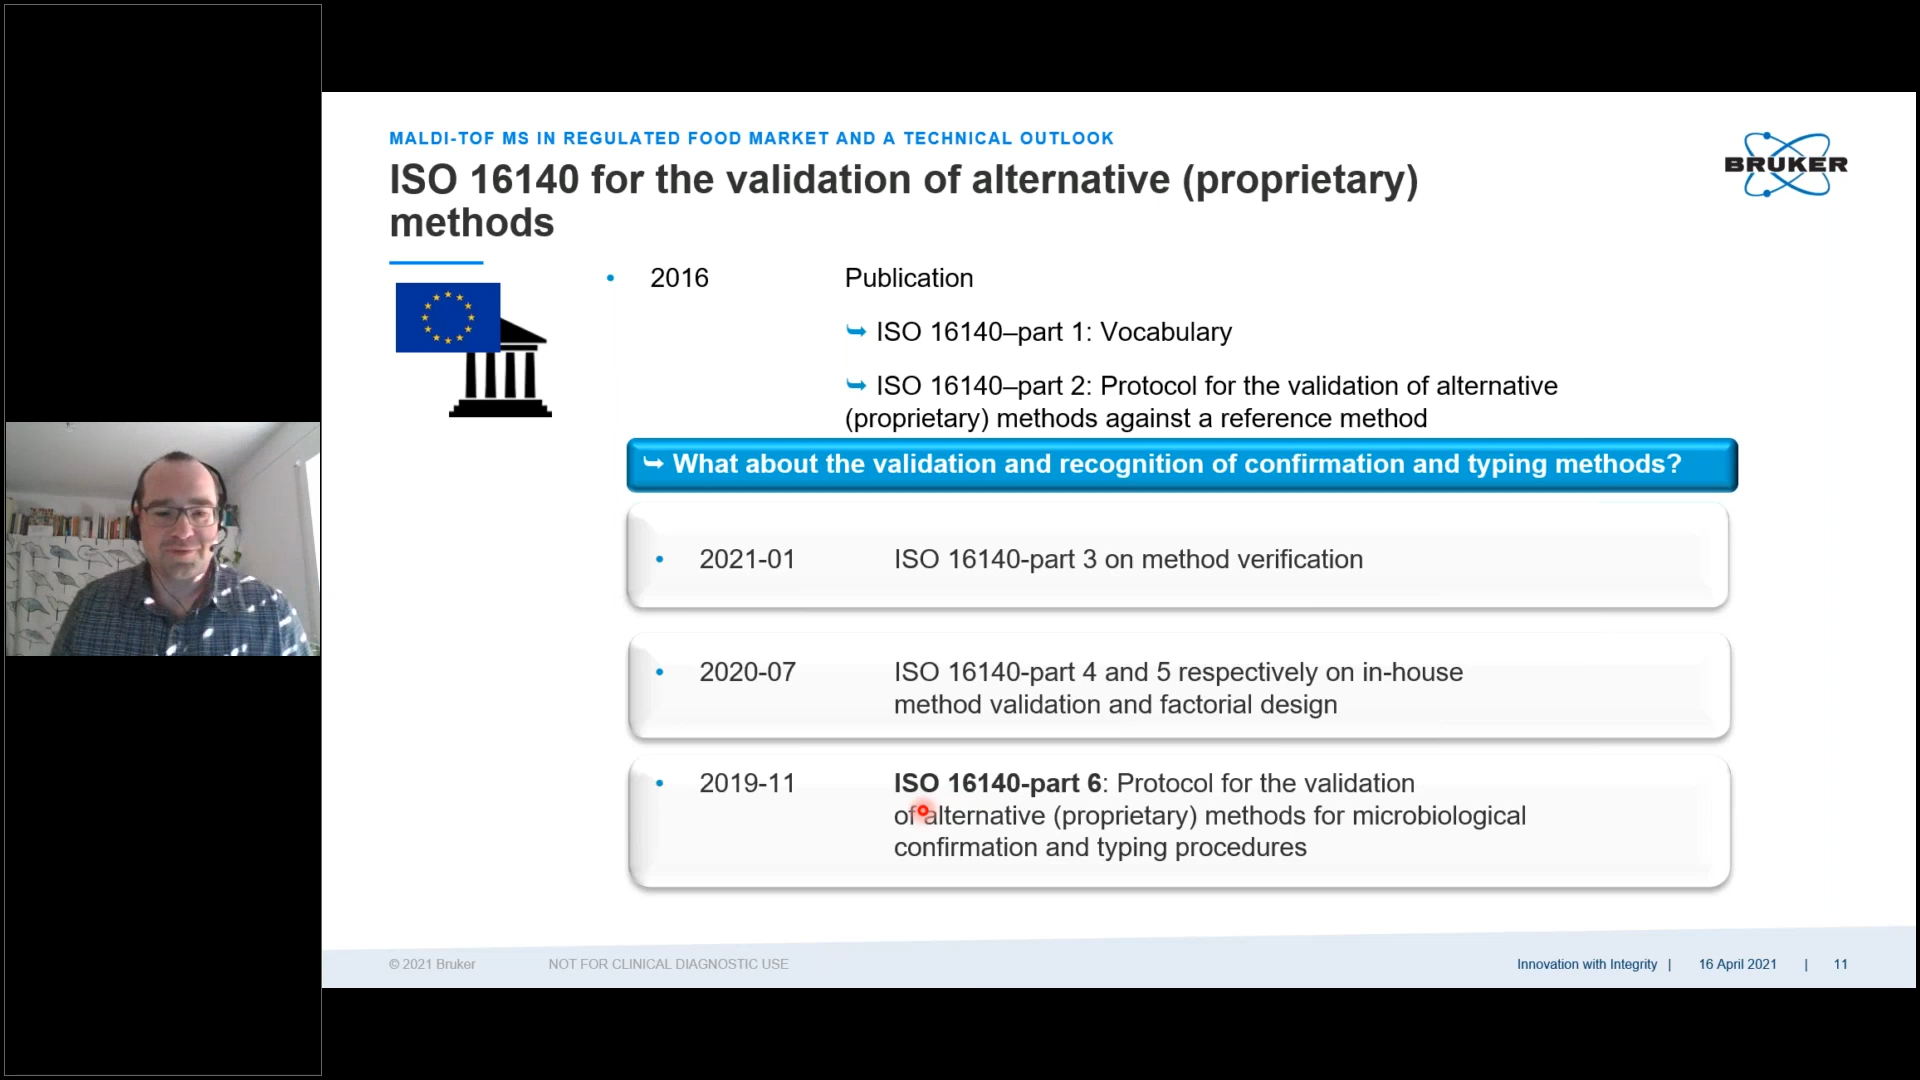 MALDI-TOF MS IN REGULATED FOOD MARKET AND A TECHNICAL OUTLOOK
ISO 16140 for the validation of alternative (proprietary)
methods
BRUKER
• 2016 Publication
➥ ISO 16140–part 1: Vocabulary
➥ ISO 16140–part 2: Protocol for the validation of alternative
(proprietary) methods against a reference method
➥ What about the validation and recognition of confirmation and typing methods?
• 2021-01 ISO 16140-part 3 on method verification
• 2020-07 ISO 16140-part 4 and 5 respectively on in-house
method validation and factorial design
• 2019-11 ISO 16140-part 6: Protocol for the validation
of alternative (proprietary) methods for microbiological
confirmation and typing procedures
© 2021 Bruker NOT FOR CLINICAL DIAGNOSTIC USE Innovation with Integrity | 16 April 2021 | 11